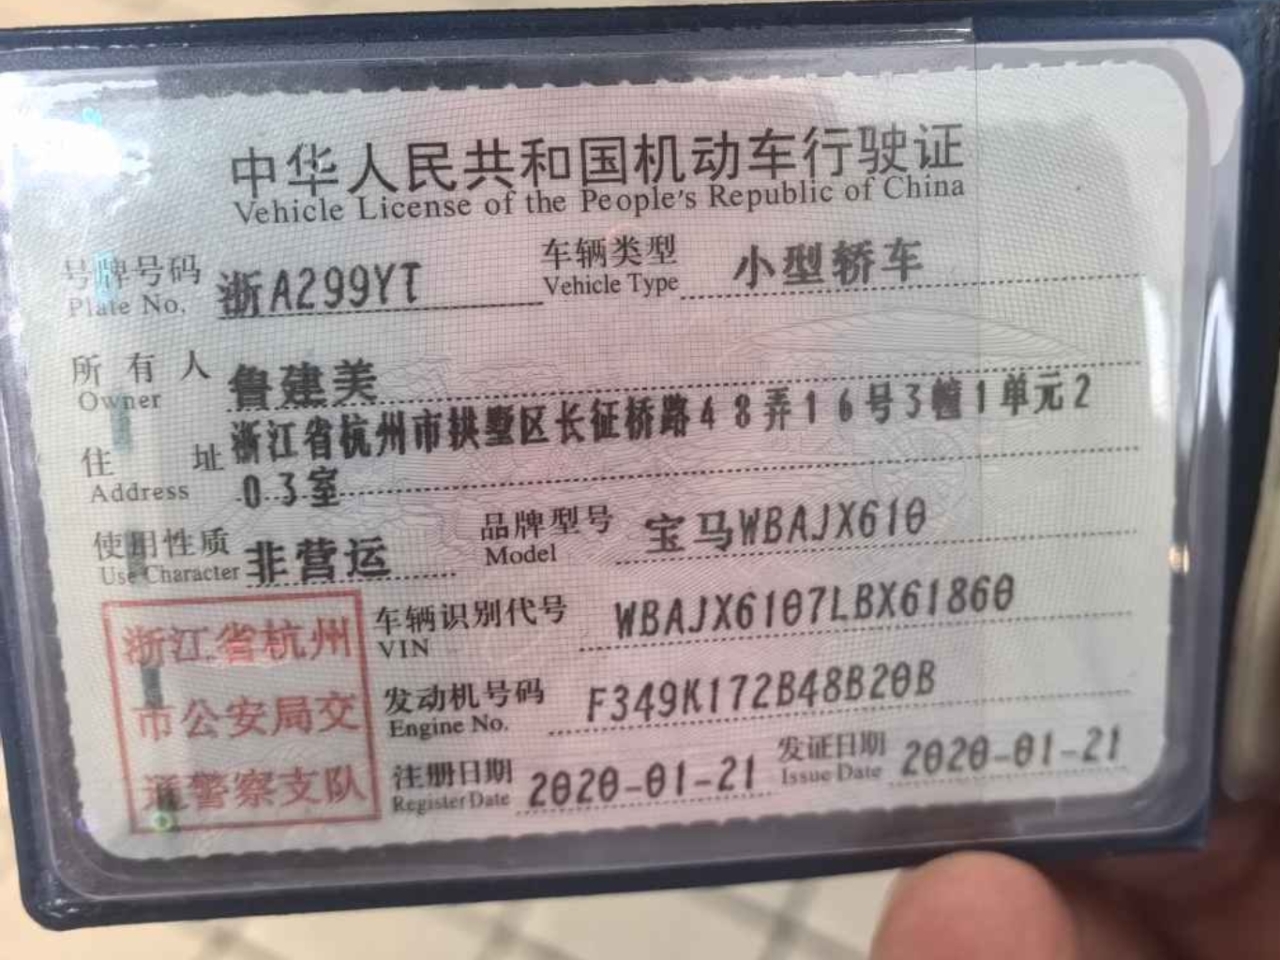 中华人民共和国机动车行驶证
Vehicle License of the People's Republic of China
号牌号码 浙A299YT 车辆类型 小型轿车
Plate No. Vehicle Type
所有人 鲁建美
Owner
住址 浙江省杭州市拱墅区长征桥路48弄16号3幢1单元2
Address 03室
使用性质 非营运 品牌型号 宝马WBAJX610
Use Character Model
车辆识别代号 WBAJX6107LBX61860
VIN
发动机号码 F349K172B48B20B
Engine No.
注册日期 2020-01-21 发证日期 2020-01-21
Register Date Issue Date
浙江省杭州
市公安局交
通警察支队